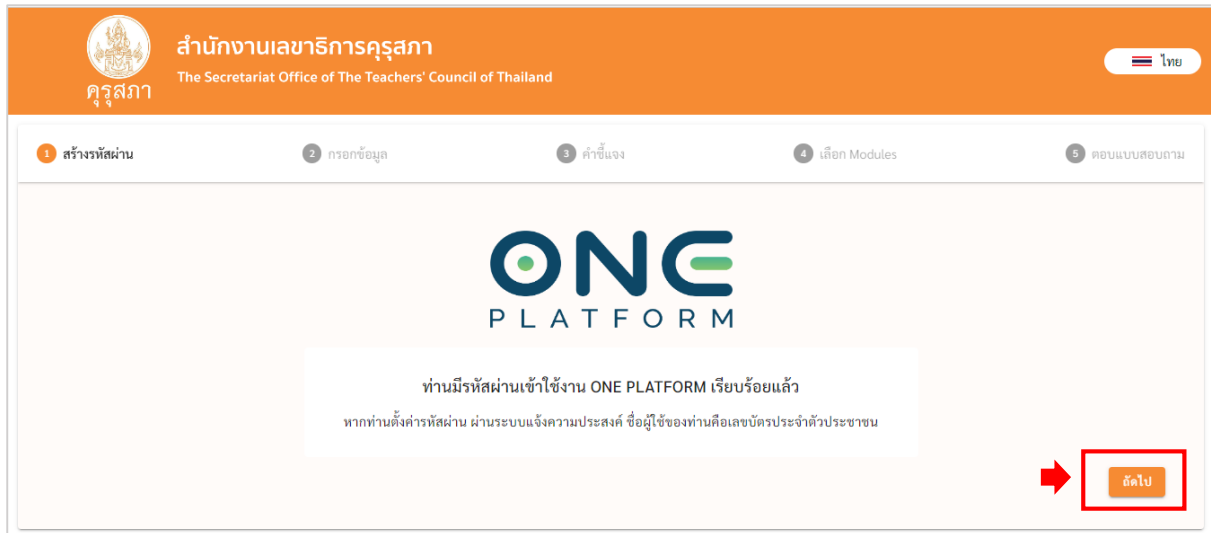 สำนักงานเลขาธิการคุรุสภา
The Secretariat Office of The Teachers' Council of Thailand
คุรุสภา
ไทย
1 สร้างรหัสผ่าน
2 กรอกข้อมูล
3 คำชี้แจง
4 เลือก Modules
5 ตอบแบบสอบถาม
ONE
PLATFORM
ท่านมีรหัสผ่านเข้าใช้งาน ONE PLATFORM เรียบร้อยแล้ว
หากท่านตั้งค่ารหัสผ่าน ผ่านระบบแจ้งความประสงค์ ชื่อผู้ใช้ของท่านคือเลขบัตรประจำตัวประชาชน
ถัดไป